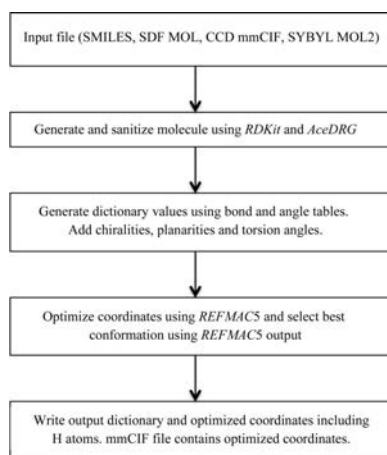 Input file (SMILES, SDF MOL, CCD mmCIF, SYBYL MOL2)
Generate and sanitize molecule using RDKit and AceDRG
Generate dictionary values using bond and angle tables.
Add chiralities, planarities and torsion angles.
Optimize coordinates using REFMAC5 and select best
conformation using REFMAC5 output
Write output dictionary and optimized coordinates including
H atoms. mmCIF file contains optimized coordinates.